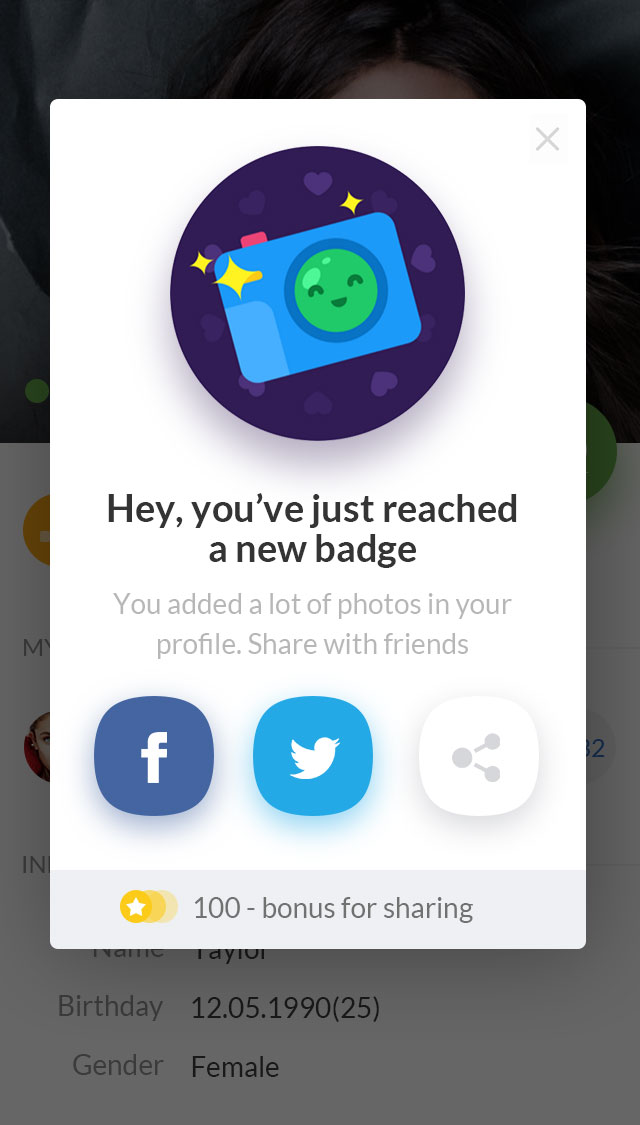 Hey, you've just reached
a new badge
You added a lot of photos in your
profile. Share with friends
MY
32
INF
100 - bonus for sharing
Name Taylor
Birthday 12.05.1990(25)
Gender Female